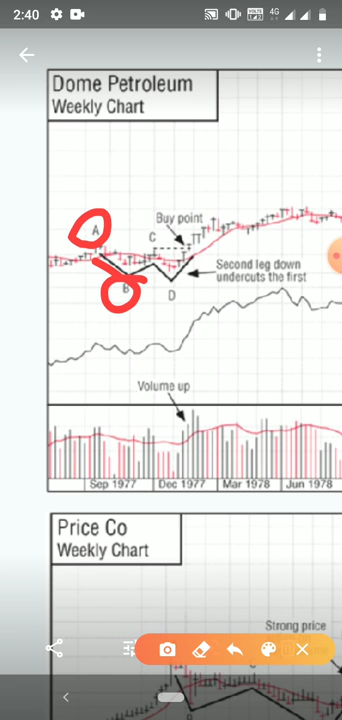 2:40
4G
Dome Petroleum
Weekly Chart
A
Buy point
C
Second leg down
undercuts the first
B
D
Volume up
Sep 1977
Dec 1977
Mar 1978
Jun 1978
Price Co
Weekly Chart
Strong price